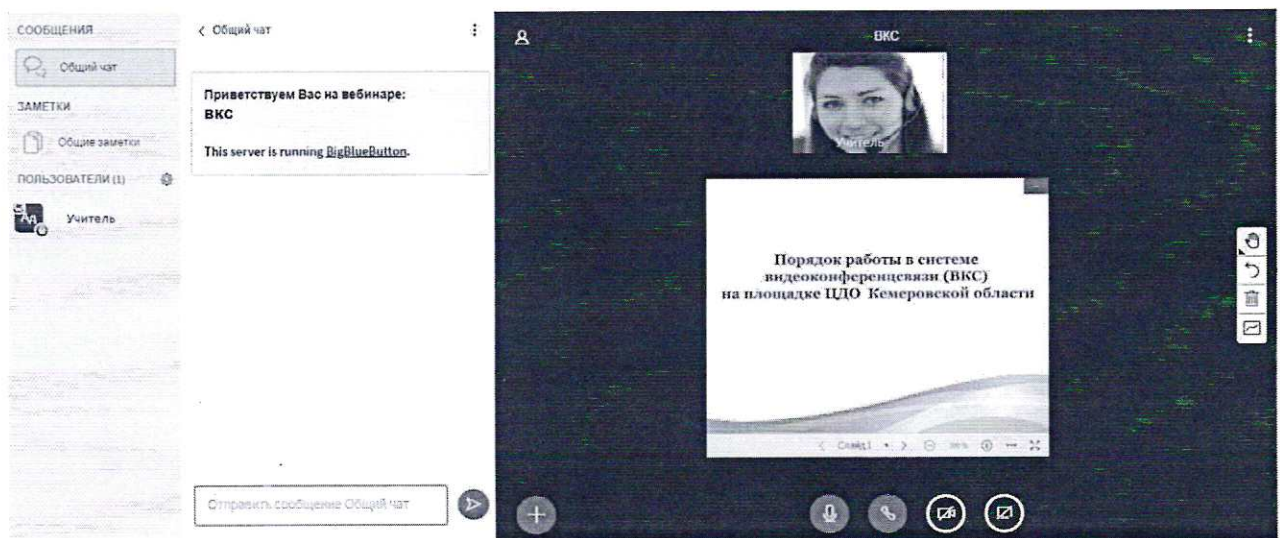 СООБЩЕНИЯ
Общий чат
ЗАМЕТКИ
Общие заметки
ПОЛЬЗОВАТЕЛИ (1)
Учитель
Общий чат
Приветствуем Вас на вебинаре:
ВКС
This server is running BigBlueButton.
Отправить сообщение Общий чат
ВКС
Учитель
Порядок работы в системе
видеоконференцсвязи (ВКС)
на площадке ЦДО Кемеровской области
Слайд 1